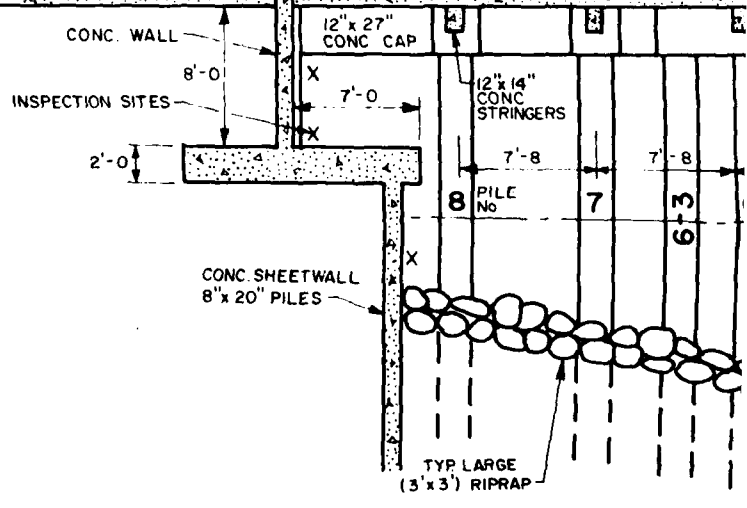 12"x 27"
CONC CAP
CONC. WALL
8'-0
12"x 14"
CONC
STRINGERS
INSPECTION SITES
7'-0
X
X
2'-0
7'-8
7'-8
8
PILE
No
7
6-3
X
CONC. SHEETWALL
8"x 20" PILES
TYP. LARGE
(3'x 3') RIPRAP